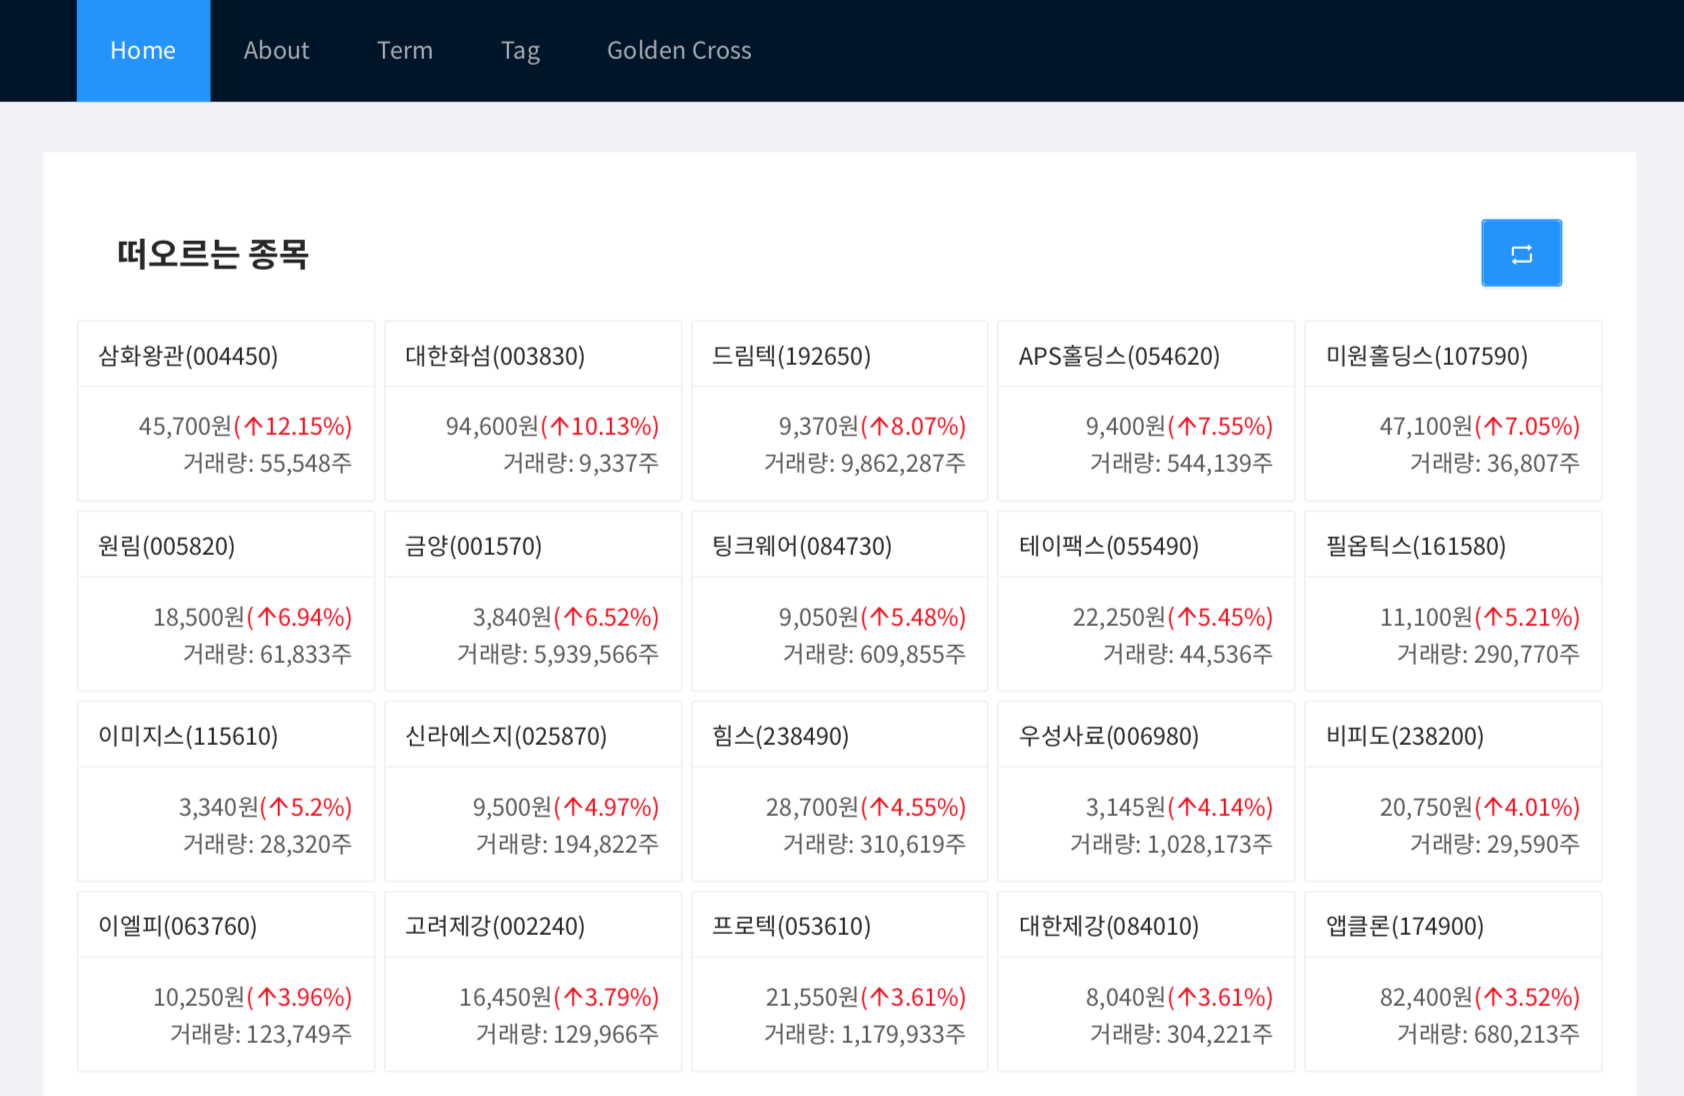 Home About Term Tag Golden Cross
떠오르는 종목
삼화왕관(004450)
45,700원(↑12.15%)
거래량: 55,548주
대한화섬(003830)
94,600원(↑10.13%)
거래량: 9,337주
드림텍(192650)
9,370원(↑8.07%)
거래량: 9,862,287주
APS홀딩스(054620)
9,400원(↑7.55%)
거래량: 544,139주
미원홀딩스(107590)
47,100원(↑7.05%)
거래량: 36,807주
원림(005820)
18,500원(↑6.94%)
거래량: 61,833주
금양(001570)
3,840원(↑6.52%)
거래량: 5,939,566주
팅크웨어(084730)
9,050원(↑5.48%)
거래량: 609,855주
테이팩스(055490)
22,250원(↑5.45%)
거래량: 44,536주
필옵틱스(161580)
11,100원(↑5.21%)
거래량: 290,770주
이미지스(115610)
3,340원(↑5.2%)
거래량: 28,320주
신라에스지(025870)
9,500원(↑4.97%)
거래량: 194,822주
힘스(238490)
28,700원(↑4.55%)
거래량: 310,619주
우성사료(006980)
3,145원(↑4.14%)
거래량: 1,028,173주
비피도(238200)
20,750원(↑4.01%)
거래량: 29,590주
이엘피(063760)
10,250원(↑3.96%)
거래량: 123,749주
고려제강(002240)
16,450원(↑3.79%)
거래량: 129,966주
프로텍(053610)
21,550원(↑3.61%)
거래량: 1,179,933주
대한제강(084010)
8,040원(↑3.61%)
거래량: 304,221주
앱클론(174900)
82,400원(↑3.52%)
거래량: 680,213주